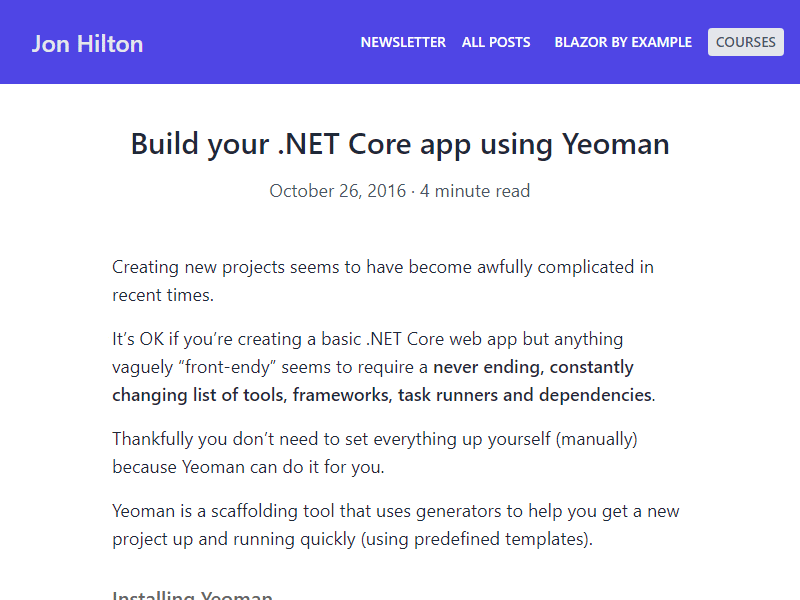 Jon Hilton
NEWSLETTER ALL POSTS BLAZOR BY EXAMPLE COURSES
Build your .NET Core app using Yeoman
October 26, 2016 · 4 minute read
Creating new projects seems to have become awfully complicated in
recent times.
It’s OK if you’re creating a basic .NET Core web app but anything
vaguely “front-endy” seems to require a never ending, constantly
changing list of tools, frameworks, task runners and dependencies.
Thankfully you don’t need to set everything up yourself (manually)
because Yeoman can do it for you.
Yeoman is a scaffolding tool that uses generators to help you get a new
project up and running quickly (using predefined templates).
Installing Yeoman